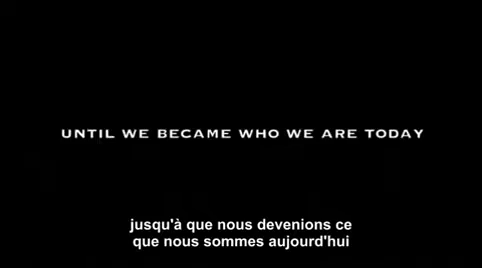 UNTIL WE BECAME WHO WE ARE TODAY
jusqu'à que nous devenions ce
que nous sommes aujourd'hui